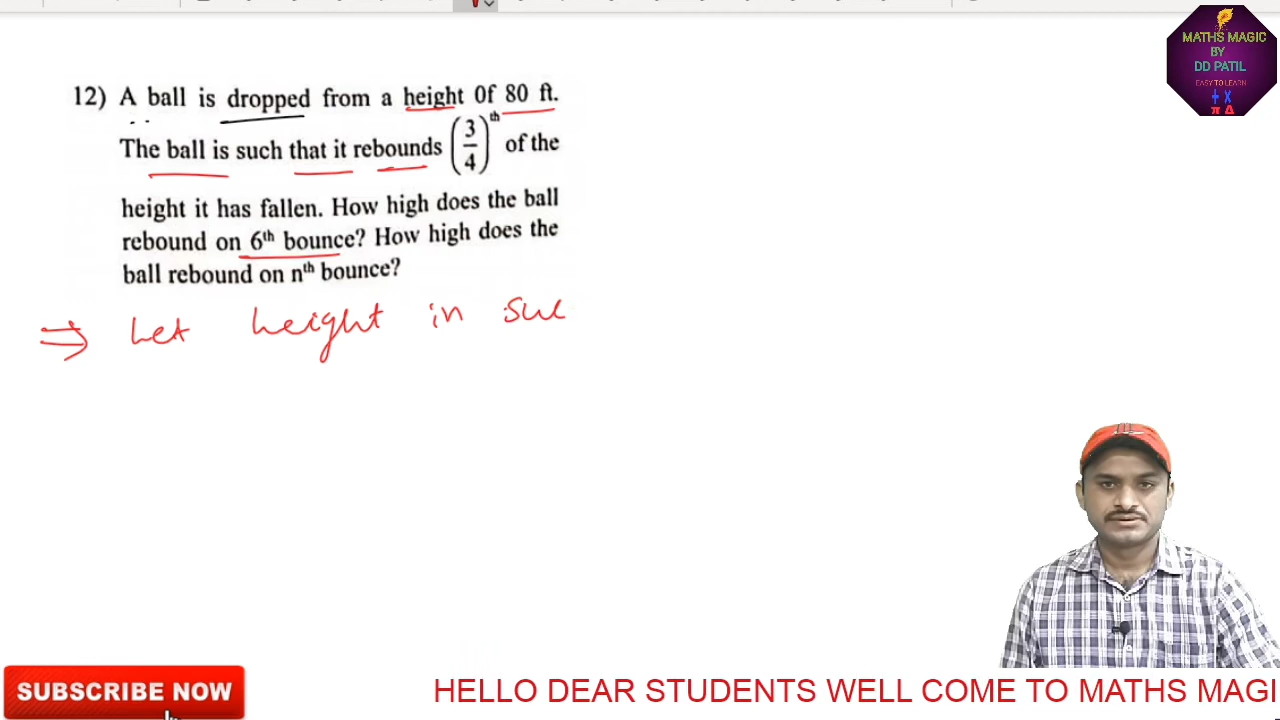 MATHS MAGIC
BY
DD PATIL
EASY TO LEARN
+ X
π Δ
12) A ball is dropped from a height 0f 80 ft.
The ball is such that it rebounds (3/4)th of the
height it has fallen. How high does the ball
rebound on 6th bounce? How high does the
ball rebound on nth bounce?
⇒ Let height in suc
SUBSCRIBE NOW
HELLO DEAR STUDENTS WELL COME TO MATHS MAGI